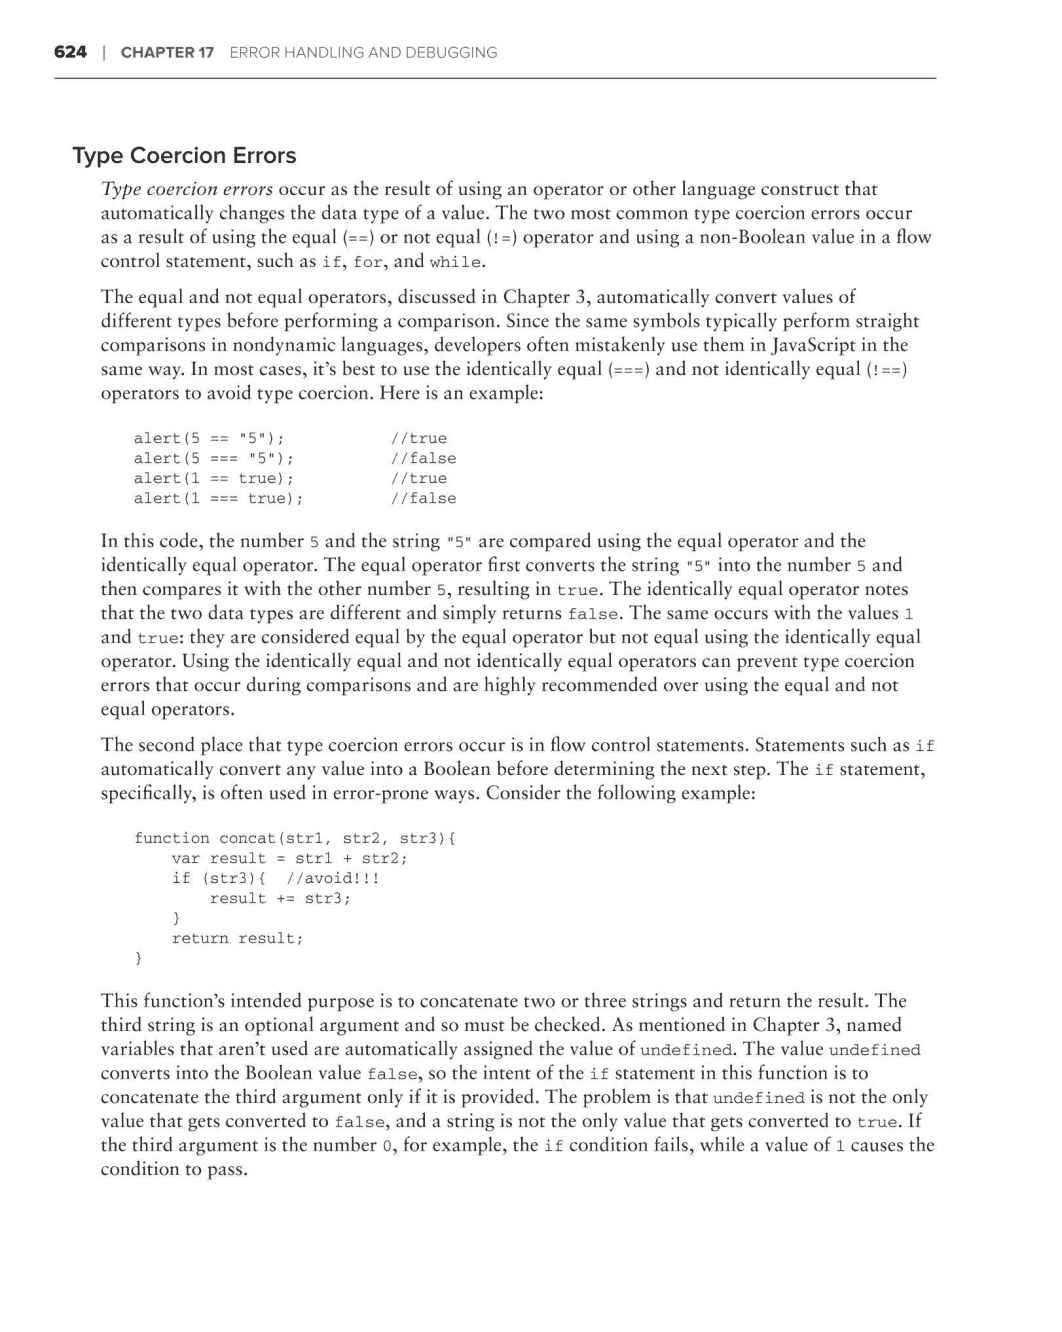 624 | CHAPTER 17 ERROR HANDLING AND DEBUGGING
Type Coercion Errors
Type coercion errors occur as the result of using an operator or other language construct that
automatically changes the data type of a value. The two most common type coercion errors occur
as a result of using the equal (==) or not equal (!=) operator and using a non-Boolean value in a flow
control statement, such as if, for, and while.
The equal and not equal operators, discussed in Chapter 3, automatically convert values of
different types before performing a comparison. Since the same symbols typically perform straight
comparisons in nondynamic languages, developers often mistakenly use them in JavaScript in the
same way. In most cases, it’s best to use the identically equal (===) and not identically equal (!==)
operators to avoid type coercion. Here is an example:
alert(5 == "5"); //true
alert(5 === "5"); //false
alert(1 == true); //true
alert(1 === true); //false
In this code, the number 5 and the string "5" are compared using the equal operator and the
identically equal operator. The equal operator first converts the string "5" into the number 5 and
then compares it with the other number 5, resulting in true. The identically equal operator notes
that the two data types are different and simply returns false. The same occurs with the values 1
and true: they are considered equal by the equal operator but not equal using the identically equal
operator. Using the identically equal and not identically equal operators can prevent type coercion
errors that occur during comparisons and are highly recommended over using the equal and not
equal operators.
The second place that type coercion errors occur is in flow control statements. Statements such as if
automatically convert any value into a Boolean before determining the next step. The if statement,
specifically, is often used in error-prone ways. Consider the following example:
function concat(str1, str2, str3){
    var result = str1 + str2;
    if (str3){  //avoid!!!
        result += str3;
    }
    return result;
}
This function’s intended purpose is to concatenate two or three strings and return the result. The
third string is an optional argument and so must be checked. As mentioned in Chapter 3, named
variables that aren’t used are automatically assigned the value of undefined. The value undefined
converts into the Boolean value false, so the intent of the if statement in this function is to
concatenate the third argument only if it is provided. The problem is that undefined is not the only
value that gets converted to false, and a string is not the only value that gets converted to true. If
the third argument is the number 0, for example, the if condition fails, while a value of 1 causes the
condition to pass.